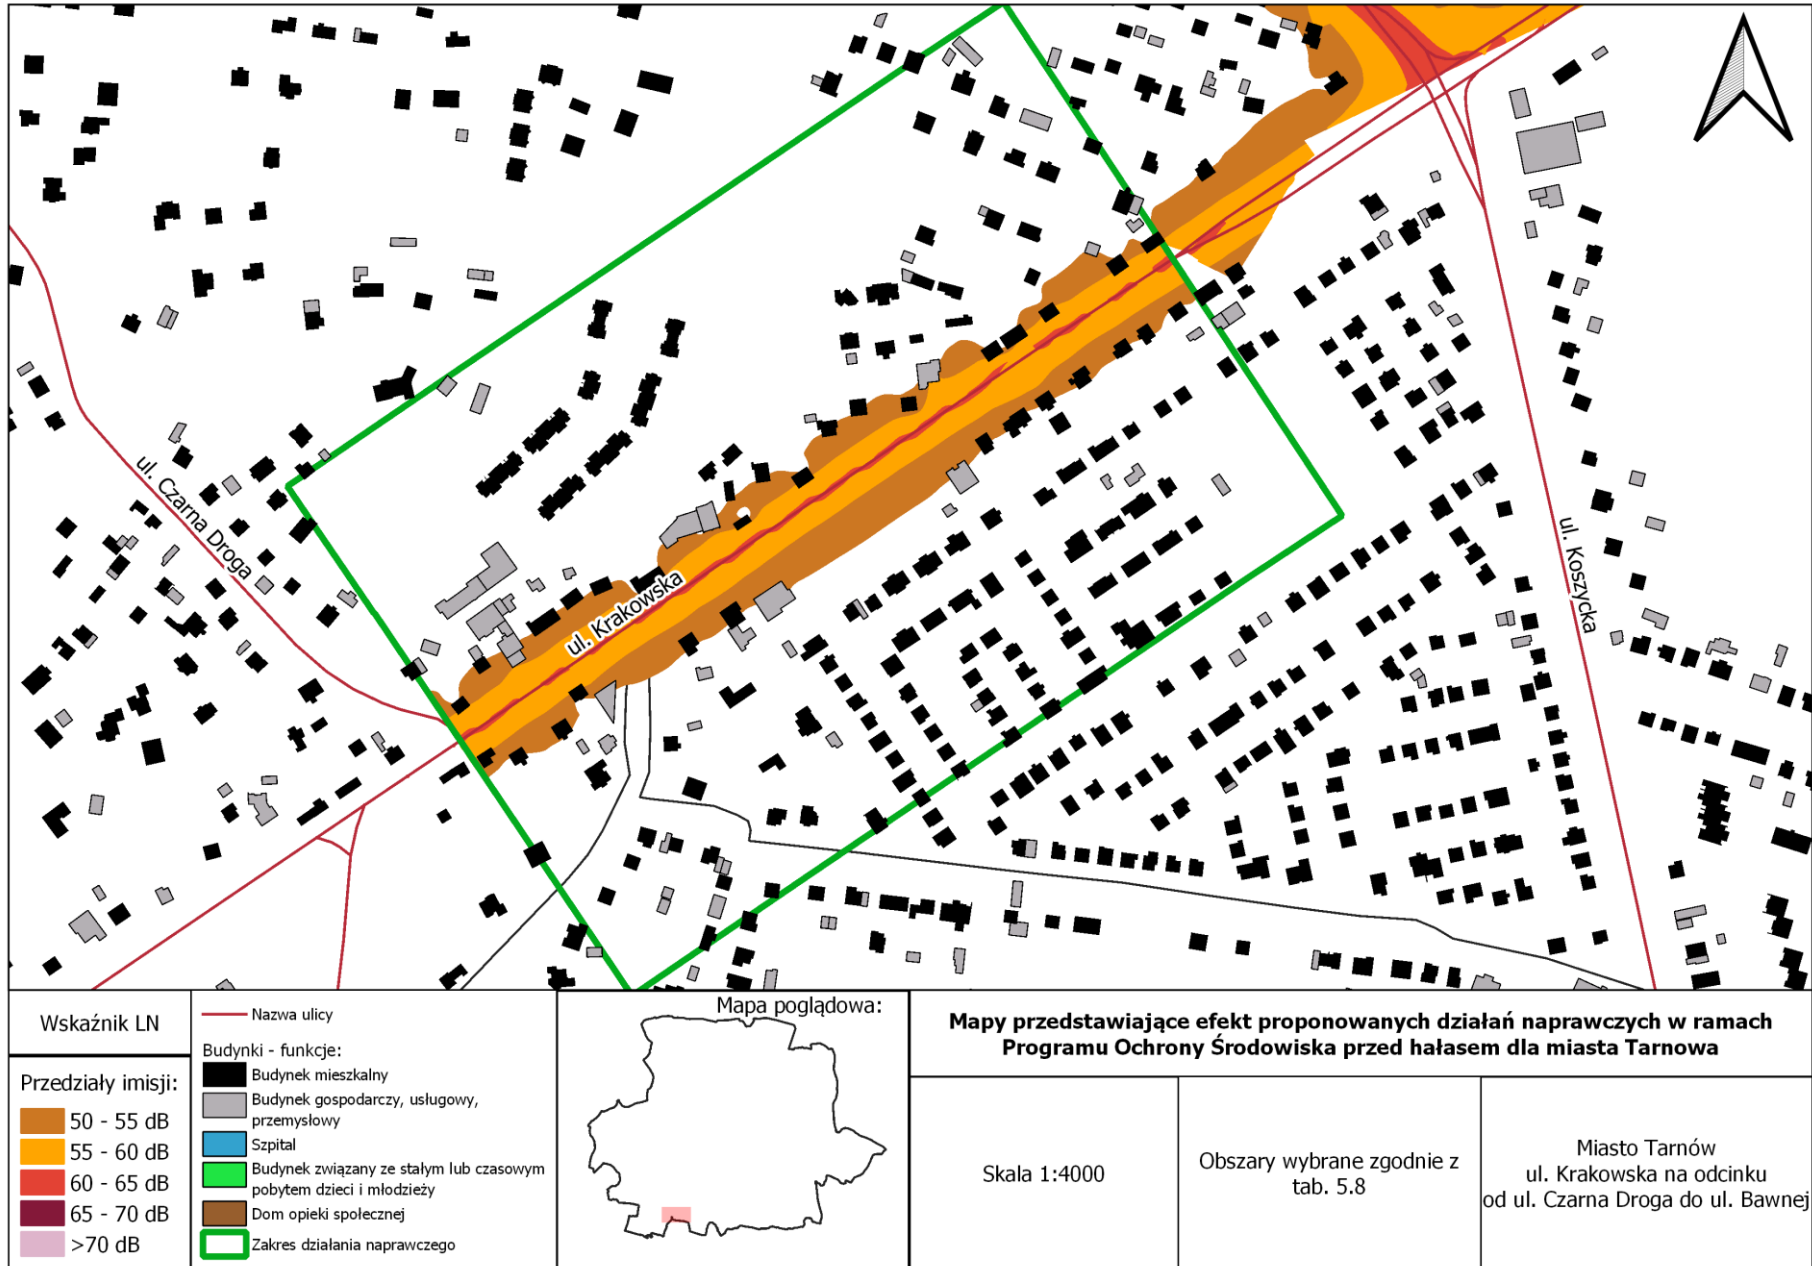 ul. Czarna Droga
ul. Krakowska
ul. Koszycka
Wskaźnik LN
Przedziały imisji:
50 - 55 dB
55 - 60 dB
60 - 65 dB
65 - 70 dB
>70 dB
Nazwa ulicy
Budynki - funkcje:
Budynek mieszkalny
Budynek gospodarczy, usługowy,
przemysłowy
Szpital
Budynek związany ze stałym lub czasowym
pobytem dzieci i młodzieży
Dom opieki społecznej
Zakres działania naprawczego
Mapa poglądowa:
Mapy przedstawiające efekt proponowanych działań naprawczych w ramach
Programu Ochrony Środowiska przed hałasem dla miasta Tarnowa
Skala 1:4000
Obszary wybrane zgodnie z
tab. 5.8
Miasto Tarnów
ul. Krakowska na odcinku
od ul. Czarna Droga do ul. Bawnej